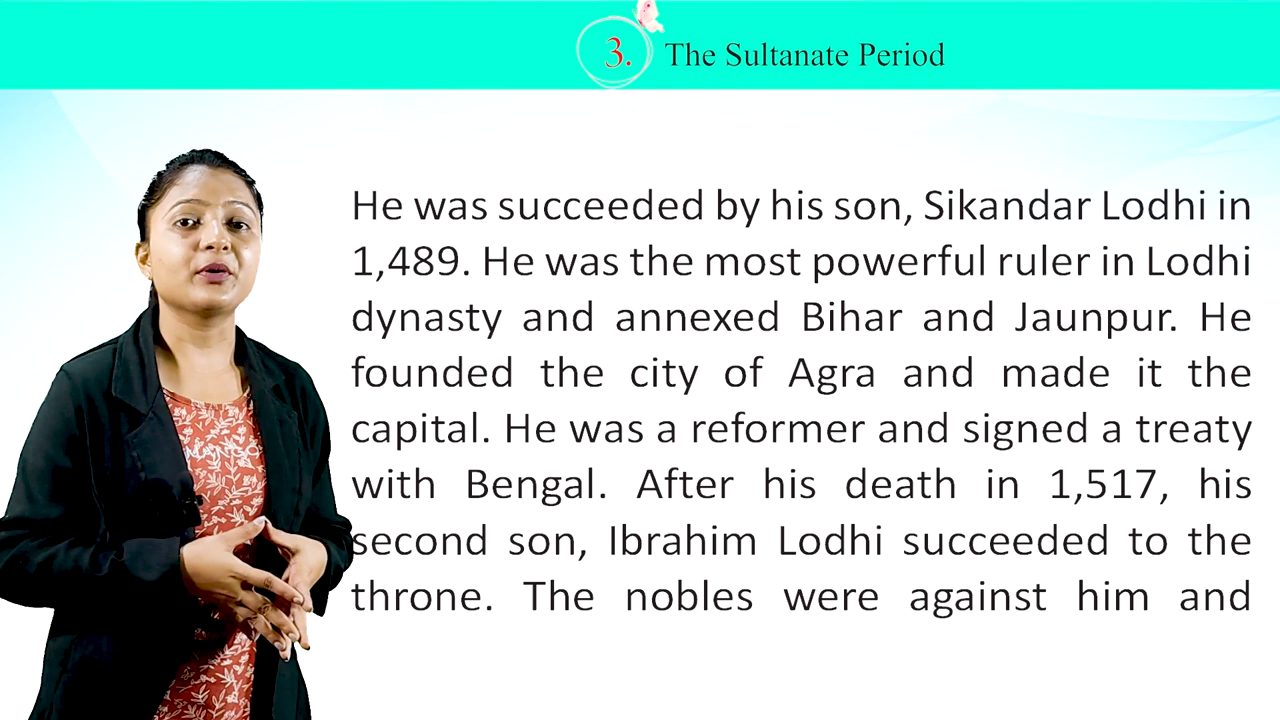 3. The Sultanate Period
He was succeeded by his son, Sikandar Lodhi in
1,489. He was the most powerful ruler in Lodhi
dynasty and annexed Bihar and Jaunpur. He
founded the city of Agra and made it the
capital. He was a reformer and signed a treaty
with Bengal. After his death in 1,517, his
second son, Ibrahim Lodhi succeeded to the
throne. The nobles were against him and
MANGO